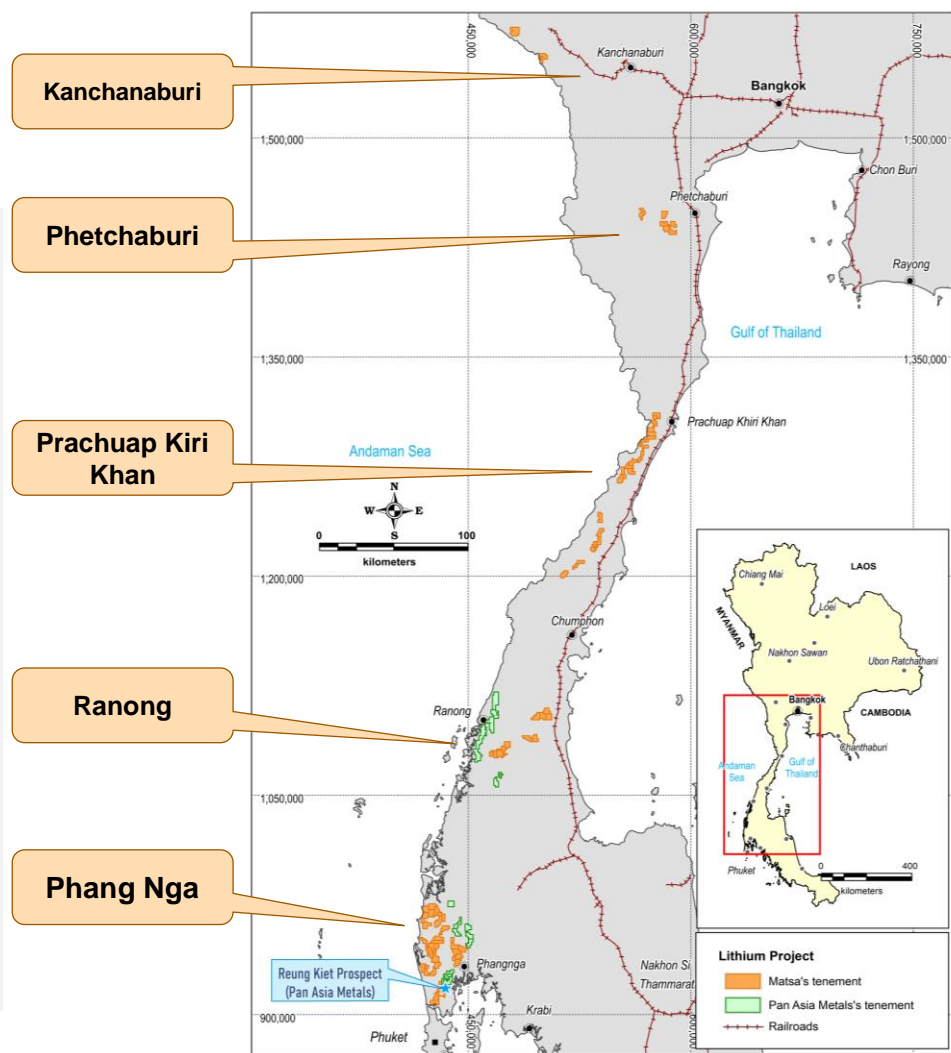 Kanchanaburi
Phetchaburi
Prachuap Kiri
Khan
Ranong
Phang Nga
450,000
600,000
750,000
Kanchanaburi
Bangkok
1,500,000
1,500,000
Chon Buri
Phetchaburi
Rayong
Gulf of Thailand
1,350,000
1,350,000
Prachuap Khiri Khan
Andaman Sea
N
W E
S
0 100
kilometers
1,200,000
Chumphon
Ranong
1,050,000
Reung Kiet Prospect
(Pan Asia Metals)
Phangnga
Nakhon Si
Thammarat
Krabi
900,000
Phuket
450,000
Chiang Mai
LAOS
Loei
MYANMAR
Nakhon Sawan
Ubon Ratchathani
Bangkok
CAMBODIA
Chanthaburi
Andaman
Sea
Gulf of
Thailand
Phuket
0 400
kilometers
Lithium Project
Matsa's tenement
Pan Asia Metals's tenement
Railroads